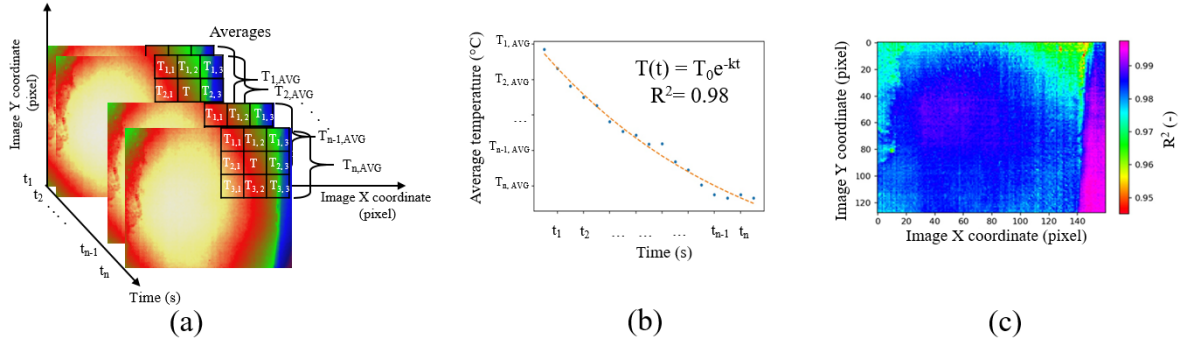 Averages
Image Y coordinate
(pixel)
T1,1 T1,2 T1,3
T2,1 T T2,3
T1,1 T1,2 T1,3
T1,1 T1,2 T1,3
T2,1 T T2,3
T3,1 T3,2 T3,3
T1,AVG
T2,AVG
Tn-1,AVG
Tn,AVG
Image X coordinate
(pixel)
t1
t2
tn-1
tn
Time (s)
(a)
Average temperature (°C)
T1, AVG
T2, AVG
...
Tn-1, AVG
Tn, AVG
T(t) = T0e-kt
R2= 0.98
t1 t2 ... ... ... tn-1 tn
Time (s)
(b)
Image Y coordinate (pixel)
0
20
40
60
80
100
120
0 20 40 60 80 100 120 140
Image X coordinate (pixel)
1.00
0.99
0.98
0.97
0.96
0.95
R2 (-)
(c)